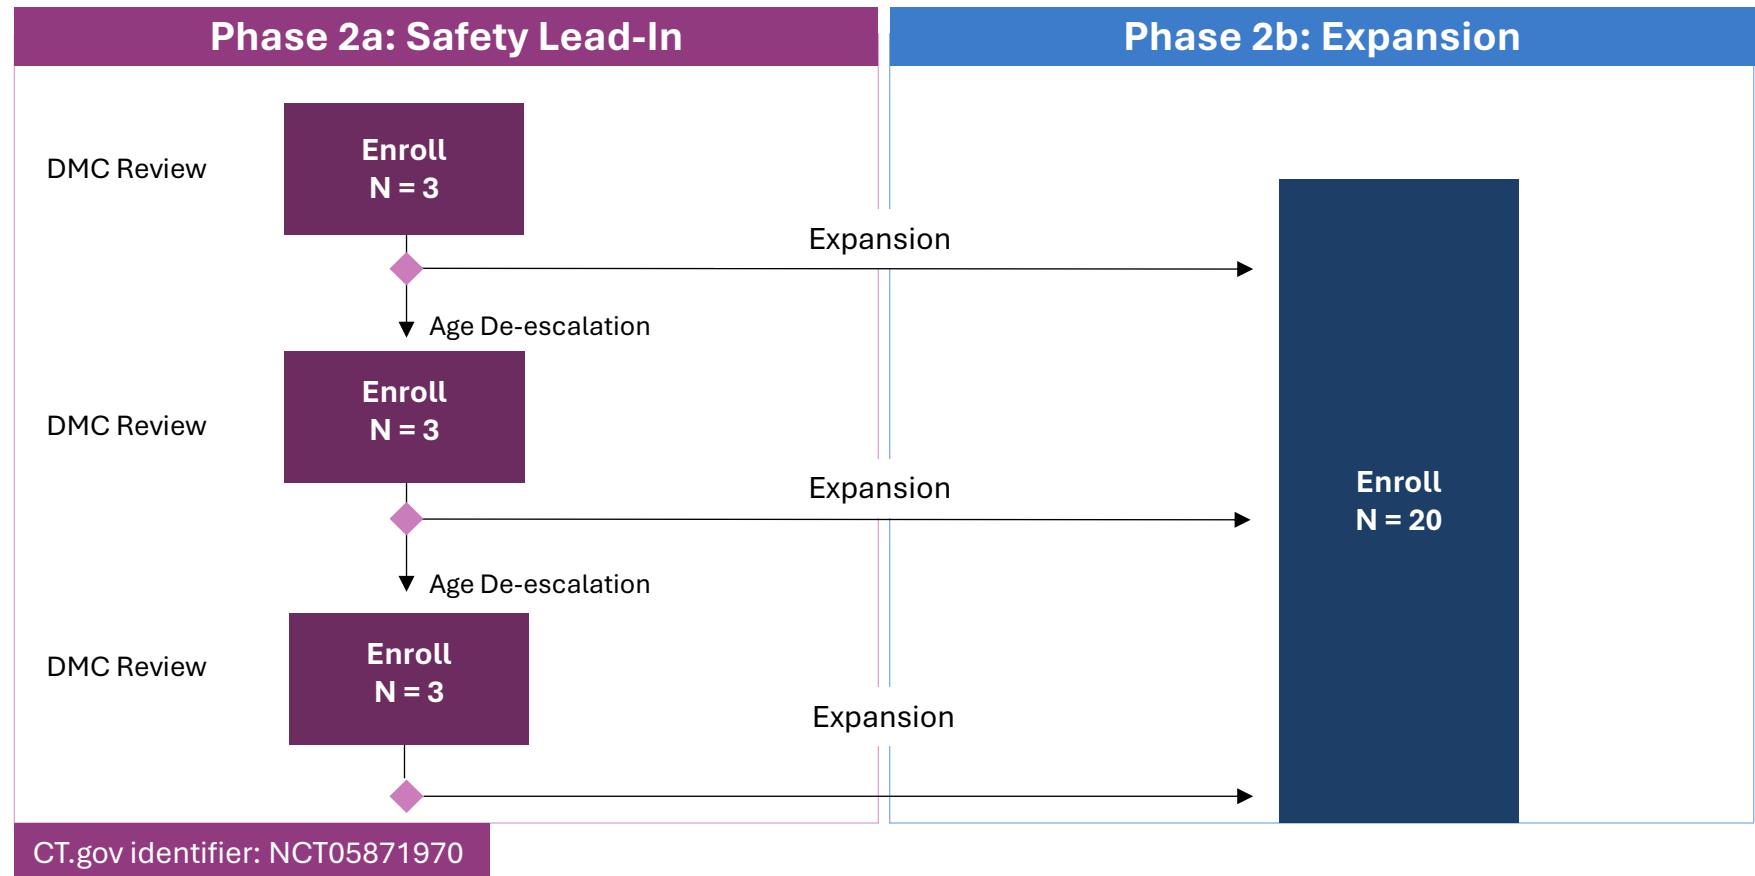 Phase 2a: Safety Lead-In
Phase 2b: Expansion
DMC Review
Enroll
N = 3
Expansion
Age De-escalation
DMC Review
Enroll
N = 3
Expansion
Age De-escalation
DMC Review
Enroll
N = 3
Expansion
Enroll
N = 20
CT.gov identifier: NCT05871970